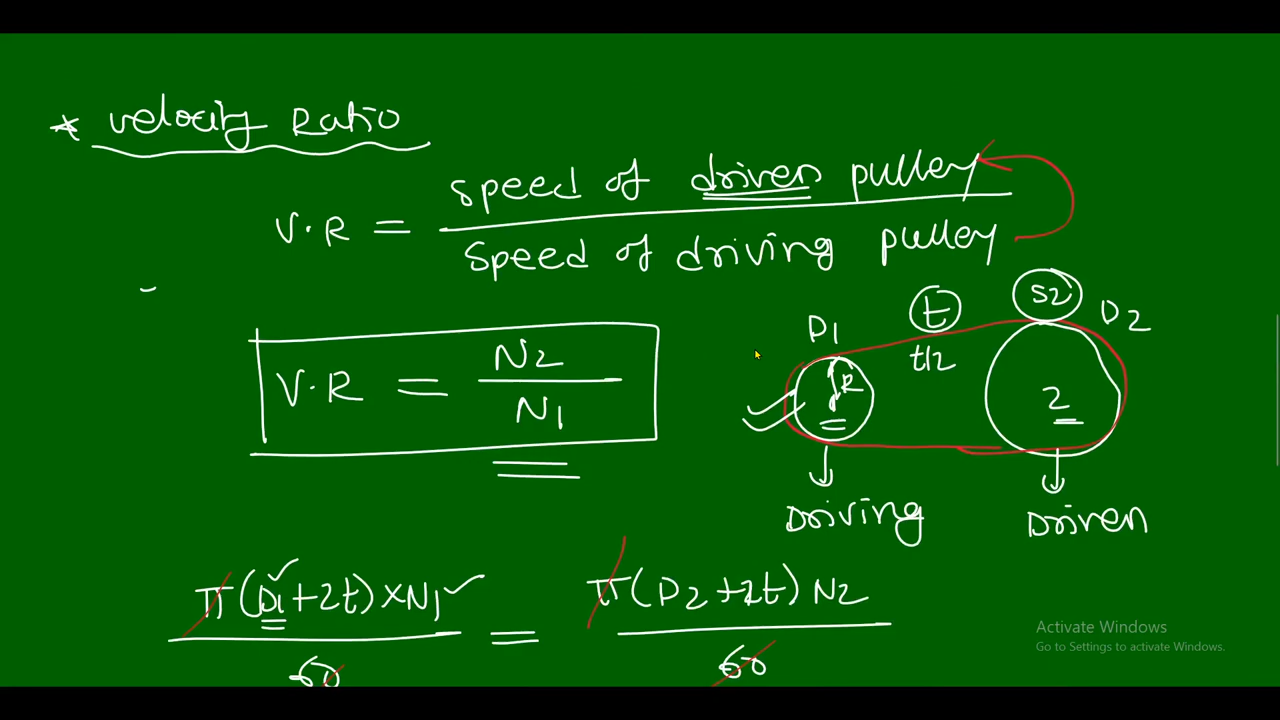 * velocity Ratio
V.R = speed of driven pulley / speed of driving pulley
V.R = N2 / N1
D1 t t/2 S2 D2
R 2
Driving Driven
π(D1+2t)×N1 / 60 = π(D2+2t)N2 / 60
Activate Windows
Go to Settings to activate Windows.